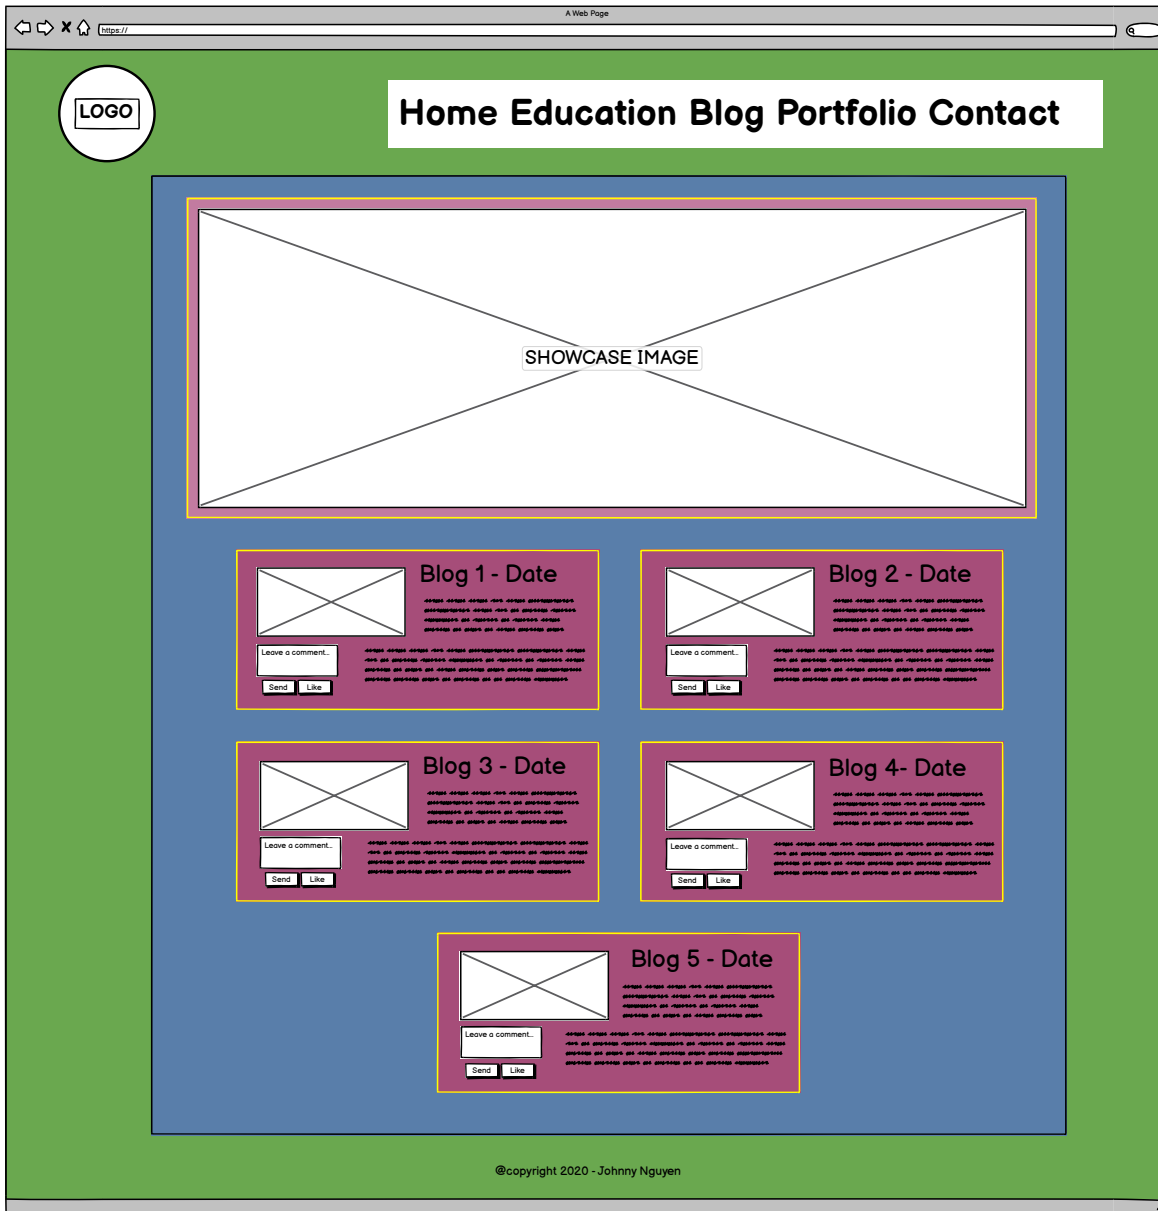 A Web Page
https://
LOGO
Home Education Blog Portfolio Contact
SHOWCASE IMAGE
Blog 1 - Date
Leave a comment...
Send Like
Blog 2 - Date
Leave a comment...
Send Like
Blog 3 - Date
Leave a comment...
Send Like
Blog 4- Date
Leave a comment...
Send Like
Blog 5 - Date
Leave a comment...
Send Like
@copyright 2020 - Johnny Nguyen